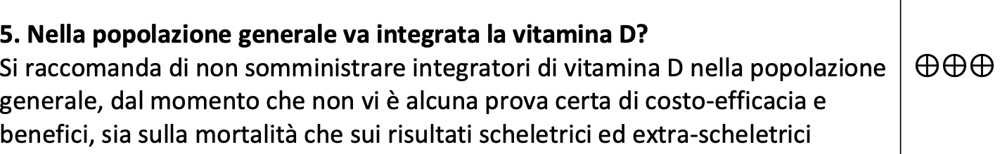 5. Nella popolazione generale va integrata la vitamina D?
Si raccomanda di non somministrare integratori di vitamina D nella popolazione
generale, dal momento che non vi è alcuna prova certa di costo-efficacia e
benefici, sia sulla mortalità che sui risultati scheletrici ed extra-scheletrici
⊕⊕⊕